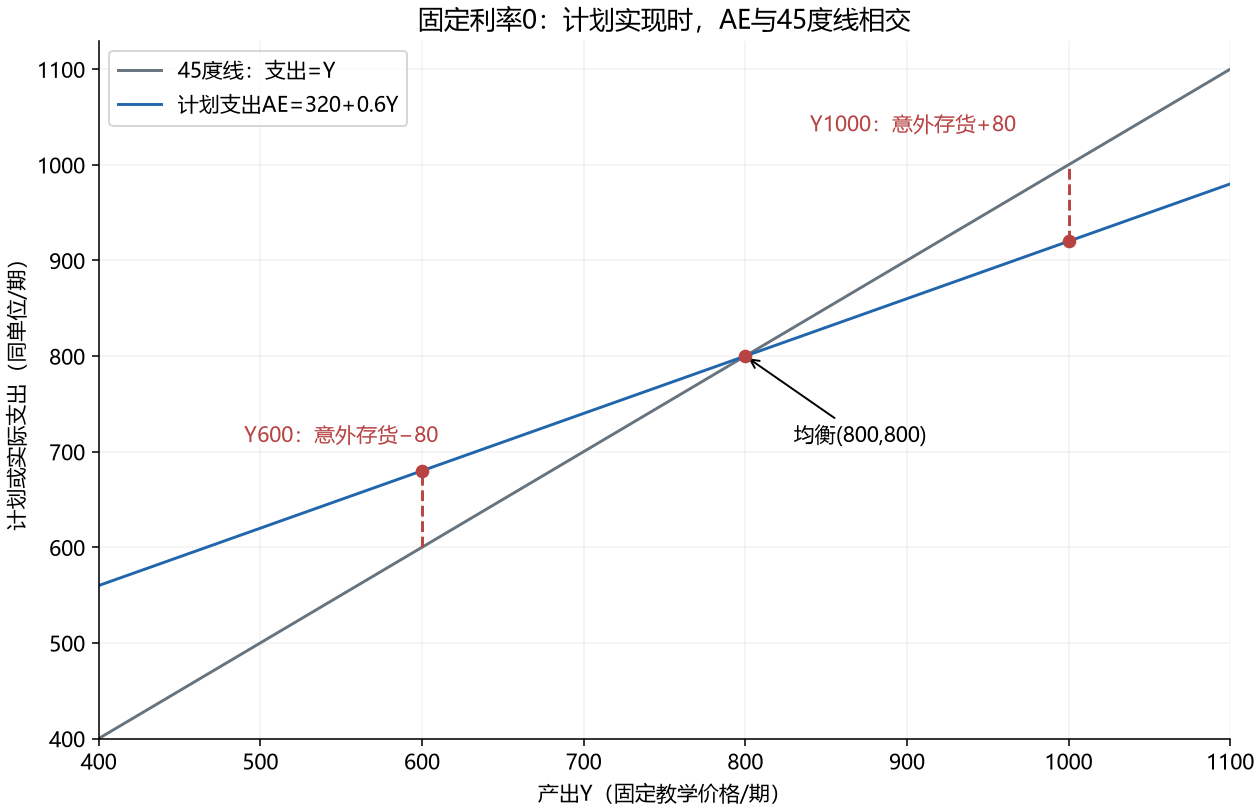 固定利率0：计划实现时，AE与45度线相交
45度线：支出=Y
计划支出AE=320+0.6Y
Y1000：意外存货+80
Y600：意外存货−80
均衡(800,800)
计划或实际支出（同单位/期）
1100
1000
900
800
700
600
500
400
400 500 600 700 800 900 1000 1100
产出Y（固定教学价格/期）